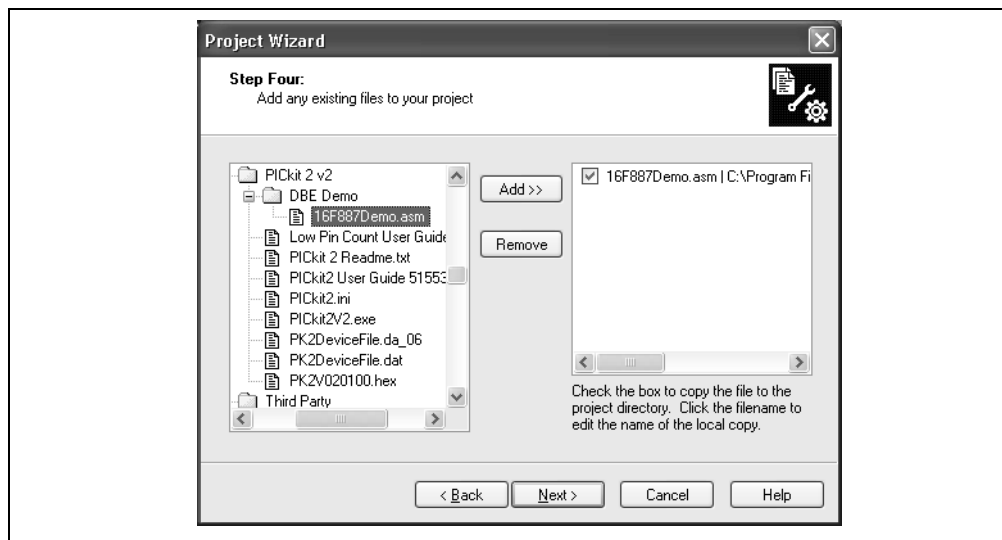 Project Wizard
Step Four:
Add any existing files to your project
PICkit 2 v2
DBE Demo
16F887Demo.asm
Low Pin Count User Guide
PICkit 2 Readme.txt
PICkit2 User Guide 51553
PICkit2.ini
PICkit2V2.exe
PK2DeviceFile.da_06
PK2DeviceFile.dat
PK2V020100.hex
Third Party
Add >>
Remove
16F887Demo.asm | C:\Program Fi
Check the box to copy the file to the
project directory. Click the filename to
edit the name of the local copy.
< Back
Next >
Cancel
Help